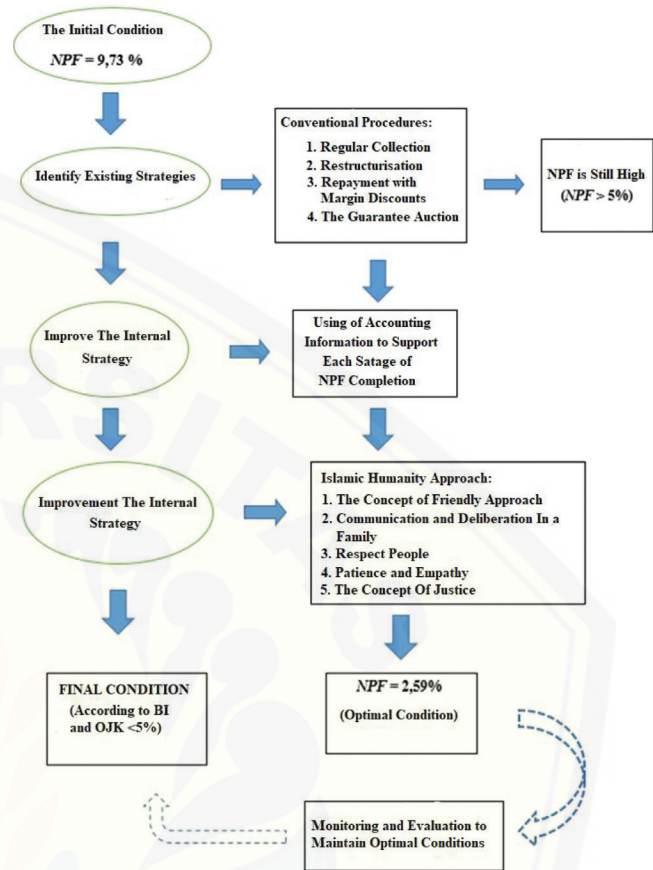 The Initial Condition
NPF = 9,73 %
Identify Existing Strategies
Conventional Procedures:
1. Regular Collection
2. Restructurisation
3. Repayment with
Margin Discounts
4. The Guarantee Auction
NPF is Still High
(NPF > 5%)
Improve The Internal
Strategy
Using of Accounting
Information to Support
Each Satage of
NPF Completion
Improvement The Internal
Strategy
Islamic Humanity Approach:
1. The Concept of Friendly Approach
2. Communication and Deliberation In a
Family
3. Respect People
4. Patience and Empathy
5. The Concept Of Justice
FINAL CONDITION
(According to BI
and OJK <5%)
NPF = 2,59%
(Optimal Condition)
Monitoring and Evaluation to
Maintain Optimal Conditions
RSITAS